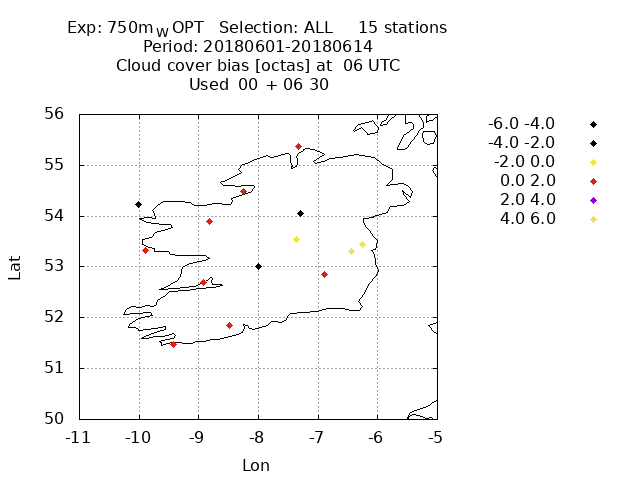 Exp: 750m_W OPT Selection: ALL 15 stations
Period: 20180601-20180614
Cloud cover bias [octas] at 06 UTC
Used 00 + 06 30
-6.0 -4.0
-4.0 -2.0
-2.0 0.0
0.0 2.0
2.0 4.0
4.0 6.0
56
55
54
53
52
51
50
Lat
-11 -10 -9 -8 -7 -6 -5
Lon